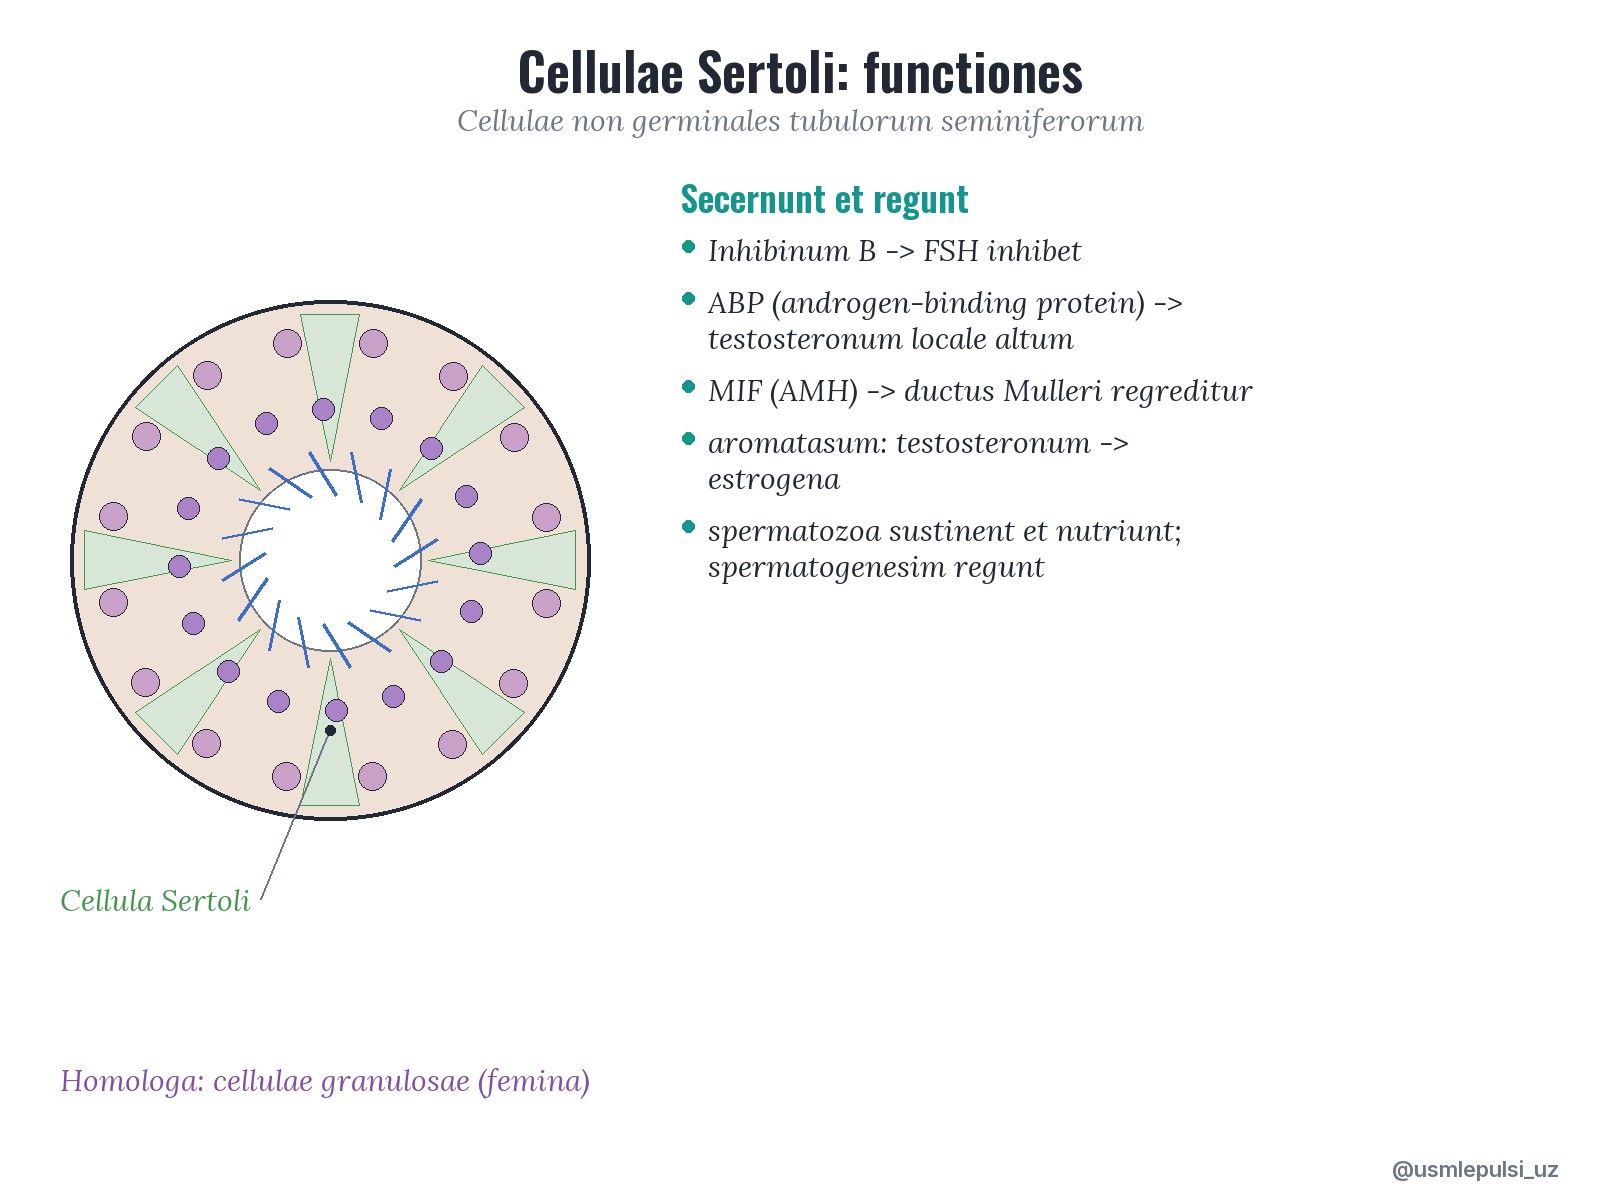 Cellulae Sertoli: functiones
Cellulae non germinales tubulorum seminiferorum
Secernunt et regunt
Inhibinum B -> FSH inhibet
ABP (androgen-binding protein) ->
testosteronum locale altum
MIF (AMH) -> ductus Mulleri regreditur
aromatasum: testosteronum ->
estrogena
spermatozoa sustinent et nutriunt;
spermatogenesim regunt
Cellula Sertoli
Homologa: cellulae granulosae (femina)
@usmlepulsi_uz